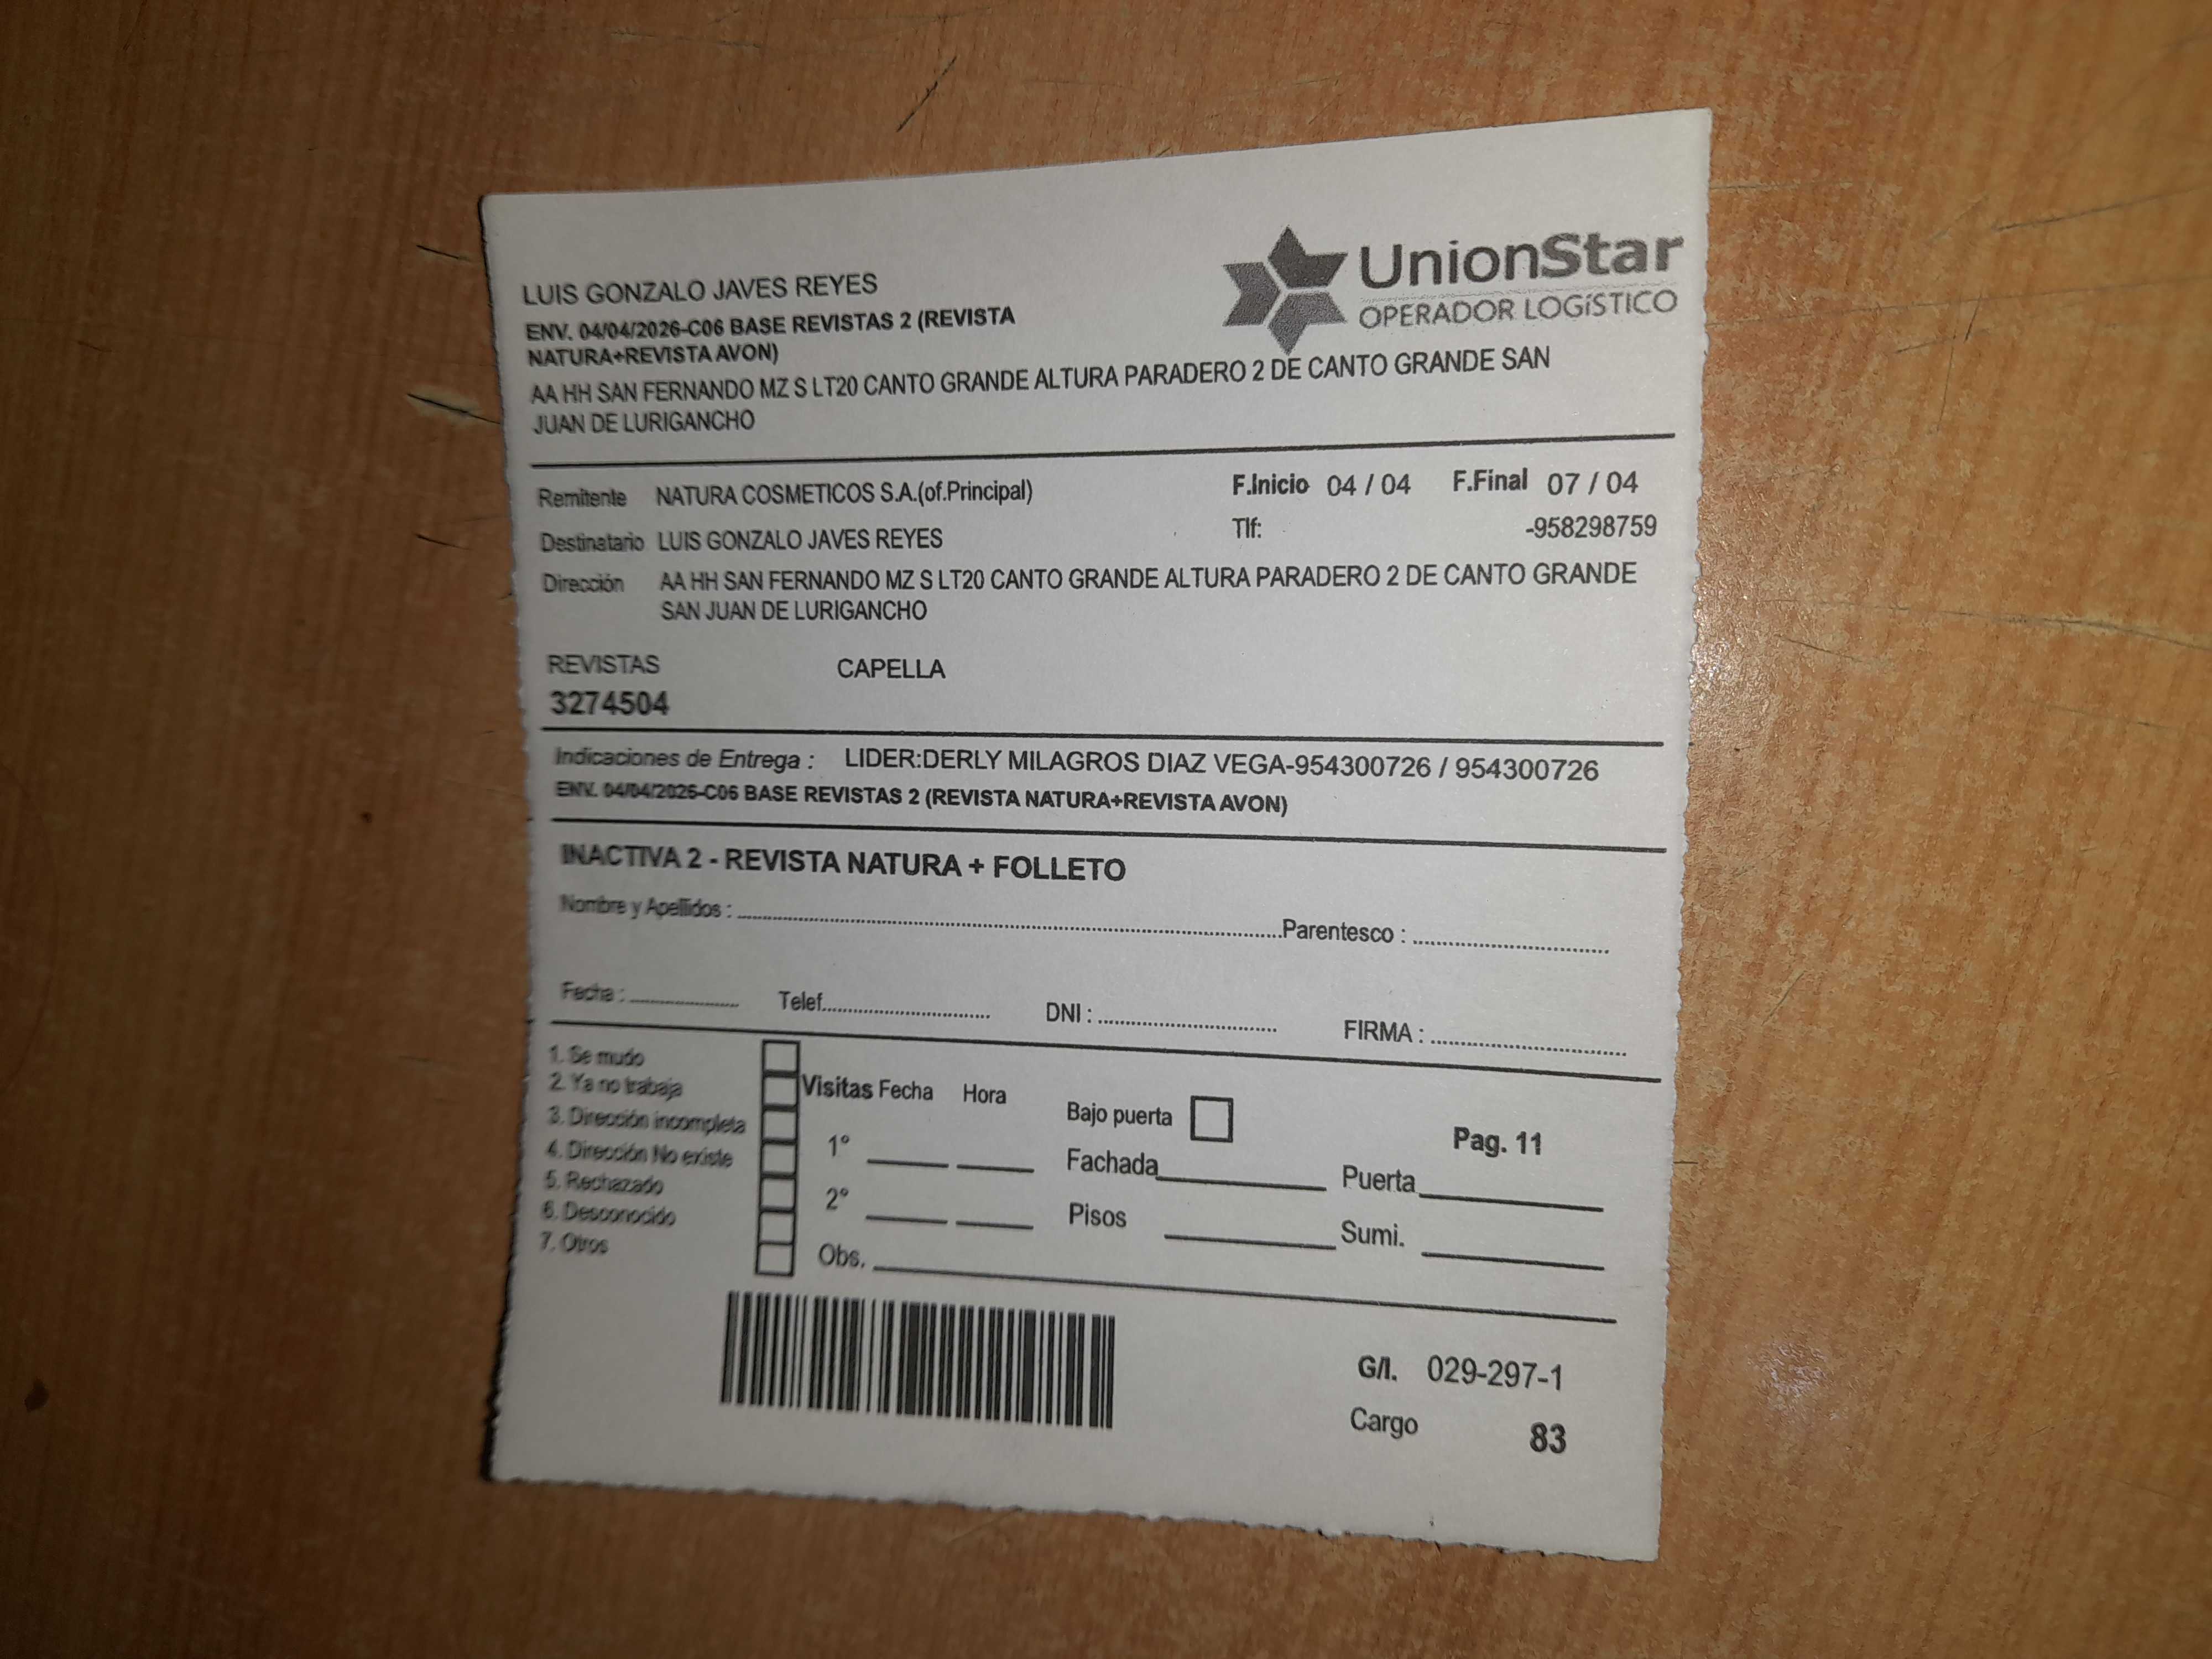 UnionStar
OPERADOR LOGíSTICO
LUIS GONZALO JAVES REYES
ENV. 04/04/2026-C06 BASE REVISTAS 2 (REVISTA
NATURA+REVISTA AVON)
AA HH SAN FERNANDO MZ S LT20 CANTO GRANDE ALTURA PARADERO 2 DE CANTO GRANDE SAN
JUAN DE LURIGANCHO
Remitente NATURA COSMETICOS S.A.(of.Principal) F.Inicio 04 / 04 F.Final 07 / 04
Destinatario LUIS GONZALO JAVES REYES Tlf: -958298759
Dirección AA HH SAN FERNANDO MZ S LT20 CANTO GRANDE ALTURA PARADERO 2 DE CANTO GRANDE
SAN JUAN DE LURIGANCHO
REVISTAS CAPELLA
3274504
Indicaciones de Entrega : LIDER:DERLY MILAGROS DIAZ VEGA-954300726 / 954300726
ENV. 04/04/2026-C06 BASE REVISTAS 2 (REVISTA NATURA+REVISTA AVON)
INACTIVA 2 - REVISTA NATURA + FOLLETO
Nombre y Apellidos : Parentesco :
Fecha : Telef. DNI : FIRMA :
1. Se mudo
2. Ya no trabaja
3. Dirección incompleta
4. Dirección No existe
5. Rechazado
6. Desconocido
7. Otros
Visitas Fecha Hora
1°
2°
Obs.
Bajo puerta
Pag. 11
Fachada Puerta
Pisos Sumi.
G/I. 029-297-1
Cargo 83